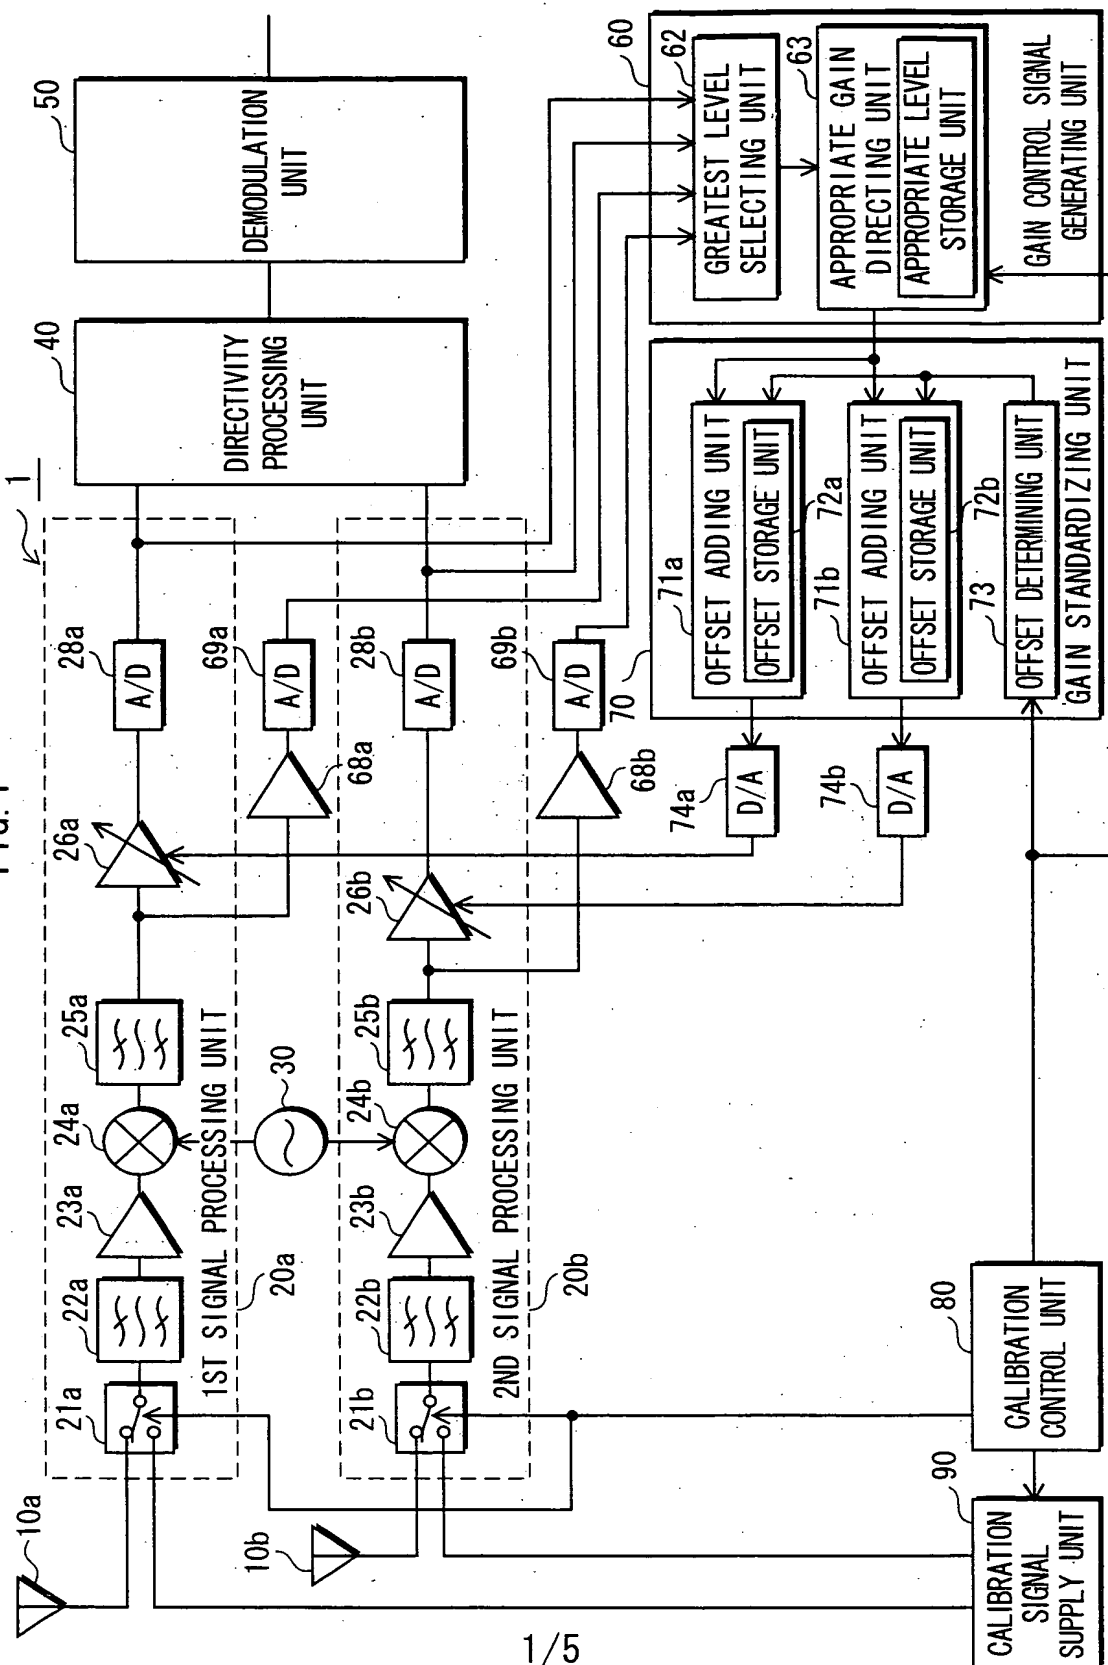 FIG. 1
1
10a
21a
22a
23a
24a
25a
26a
28a
1ST SIGNAL PROCESSING UNIT
20a
30
68a
69a
A/D
A/D
10b
21b
22b
23b
24b
25b
26b
28b
2ND SIGNAL PROCESSING UNIT
20b
68b
69b
A/D
A/D
40
DIRECTIVITY
PROCESSING
UNIT
50
DEMODULATION
UNIT
60
62
GREATEST LEVEL
SELECTING UNIT
63
APPROPRIATE GAIN
DIRECTING UNIT
APPROPRIATE LEVEL
STORAGE UNIT
GAIN CONTROL SIGNAL
GENERATING UNIT
70
71a
OFFSET ADDING UNIT
OFFSET STORAGE UNIT
72a
71b
OFFSET ADDING UNIT
OFFSET STORAGE UNIT
72b
73
OFFSET DETERMINING UNIT
GAIN STANDARDIZING UNIT
74a
D/A
74b
D/A
80
CALIBRATION
CONTROL UNIT
90
CALIBRATION
SIGNAL
SUPPLY UNIT
1/5